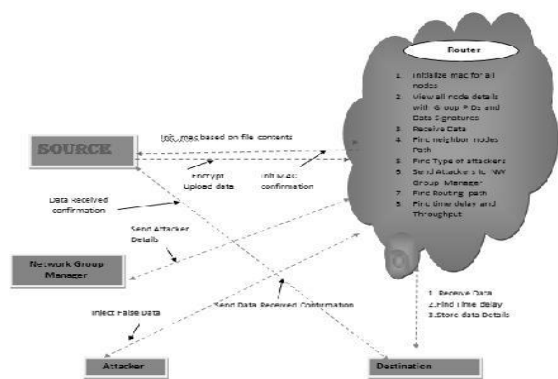 Router
1. Initialize mac for all
nodes
2. View all node details
with Group PIDs and
Data Signatures
3. Receive Data
4. Find neighbor nodes
Path
5. Find Type of attackers
6. Send Attackers to NW
Group Manager
7. Find Routing path
8. Find time delay and
Throughput
Init. mac based on file contents
SOURCE
Encrypt
Upload data
Init MAC
confirmation
Data Received
confirmation
Send Attacker
Details
Network Group
Manager
Inject False Data
Send Data Received Confirmation
1. Receive Data
2.Find Time delay
3.Store data Details
Attacker
Destination